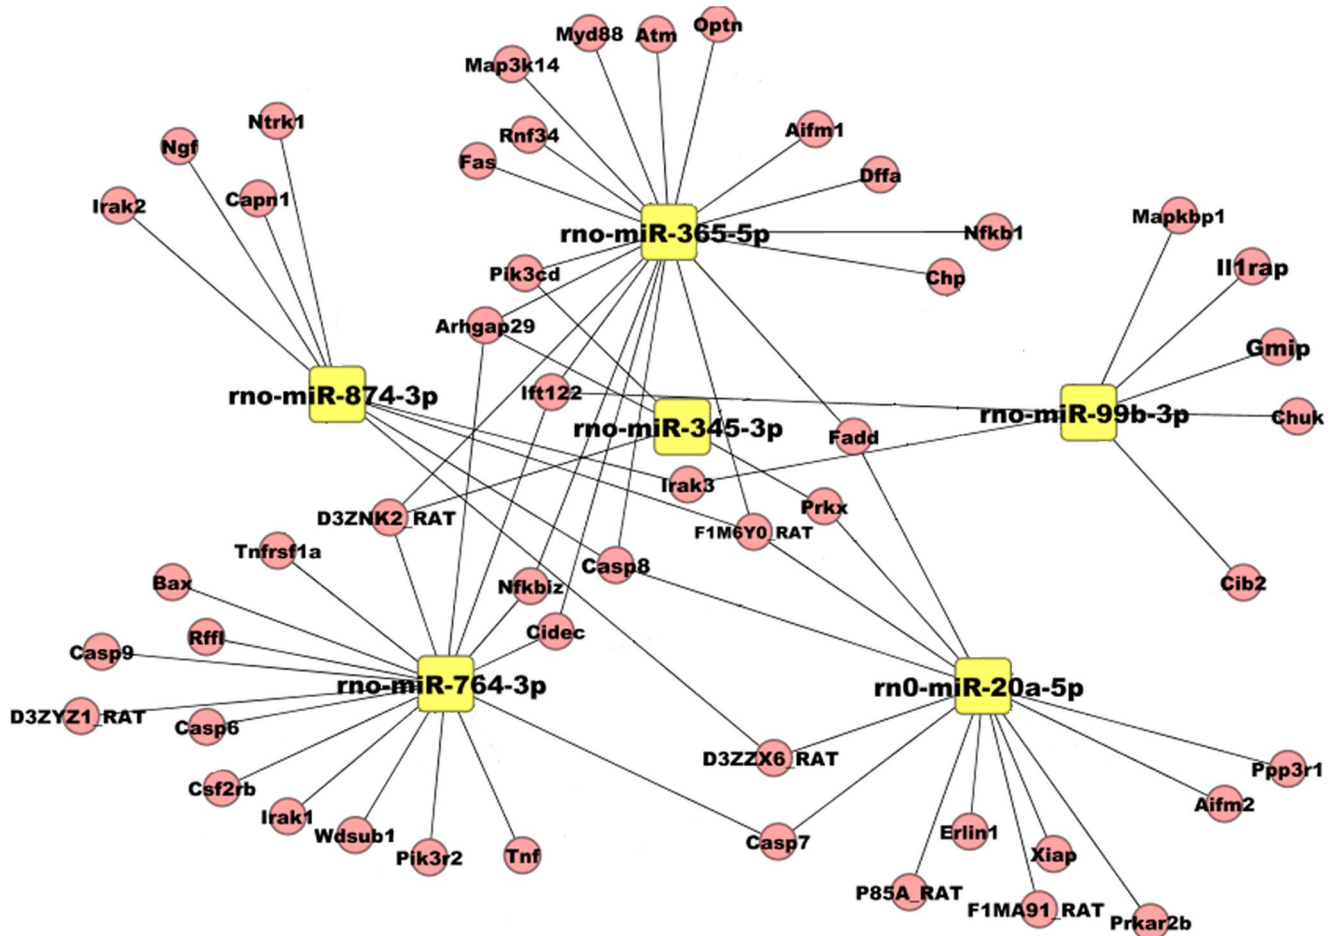 Optn
Myd88
Atm
Map3k14
Ntrk1
Aifm1
Rnf34
Ngf
Fas
Dffa
Capn1
Irak2
Mapkbp1
rno-miR-365-5p
Nfkb1
Il1rap
Pik3cd
Chp
Arhgap29
Gmip
rno-miR-874-3p
Ift122
rno-miR-99b-3p
Chuk
rno-miR-345-3p
Fadd
Irak3
Prkx
D3ZNK2_RAT
F1M6Y0_RAT
Tnfrsf1a
Casp8
Bax
Nfkbiz
Cib2
Cidec
Rffl
Casp9
rno-miR-764-3p
rn0-miR-20a-5p
D3ZYZ1_RAT
Casp6
D3ZZX6_RAT
Ppp3r1
Csf2rb
Aifm2
Irak1
Wdsub1
Erlin1
Casp7
Pik3r2
Tnf
Xiap
P85A_RAT
F1MA91_RAT
Prkar2b